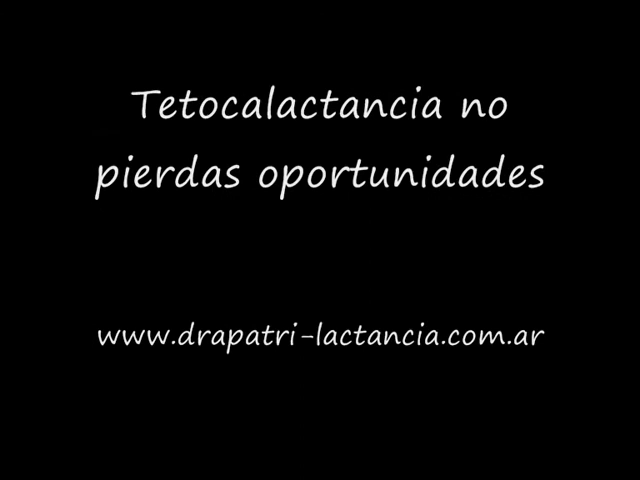 Tetocalactancia no
pierdas oportunidades
www.drapatri-lactancia.com.ar